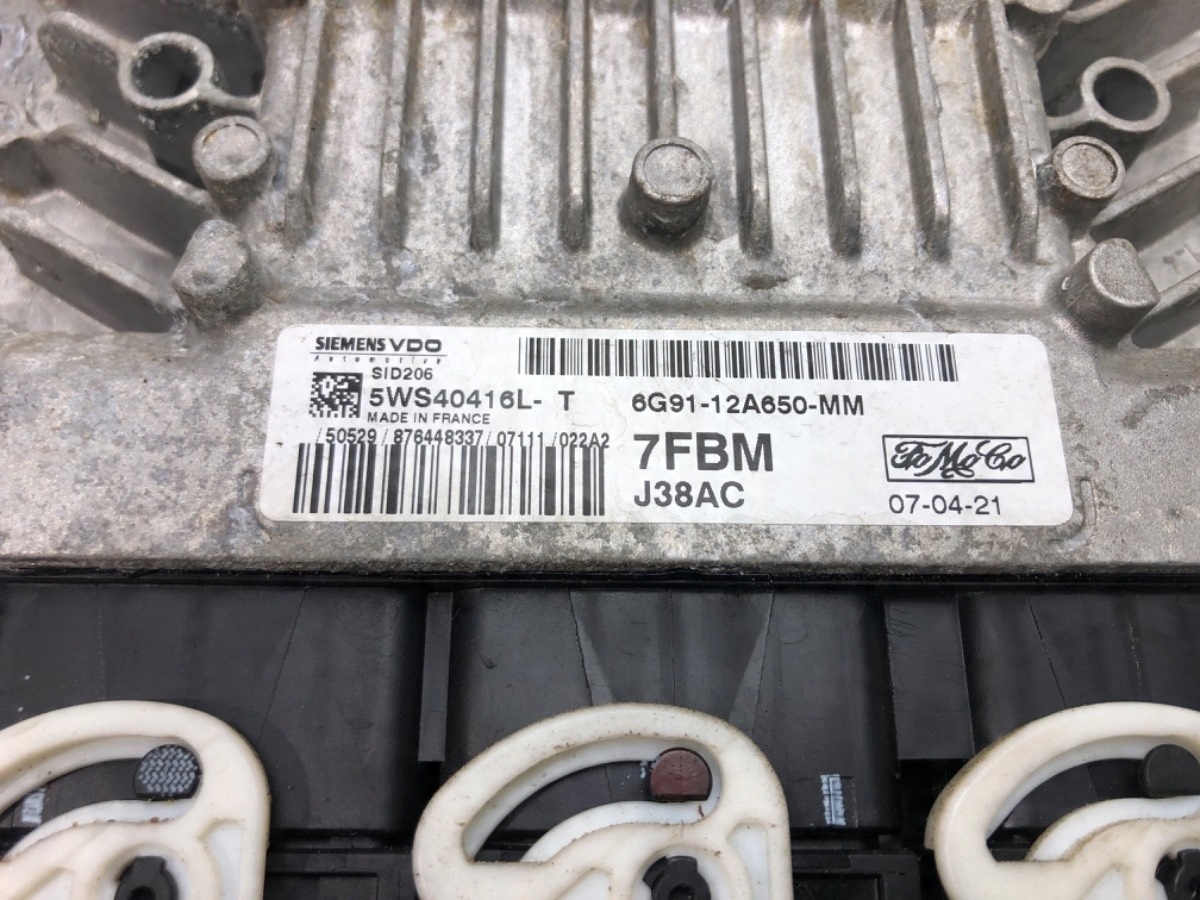 SIEMENS VDO
Automotive
SID206
5WS40416L- T
MADE IN FRANCE
/ 50529 / 876448337 / 07111 / 022A2
6G91-12A650-MM
7FBM
J38AC
FoMoCo
07-04-21